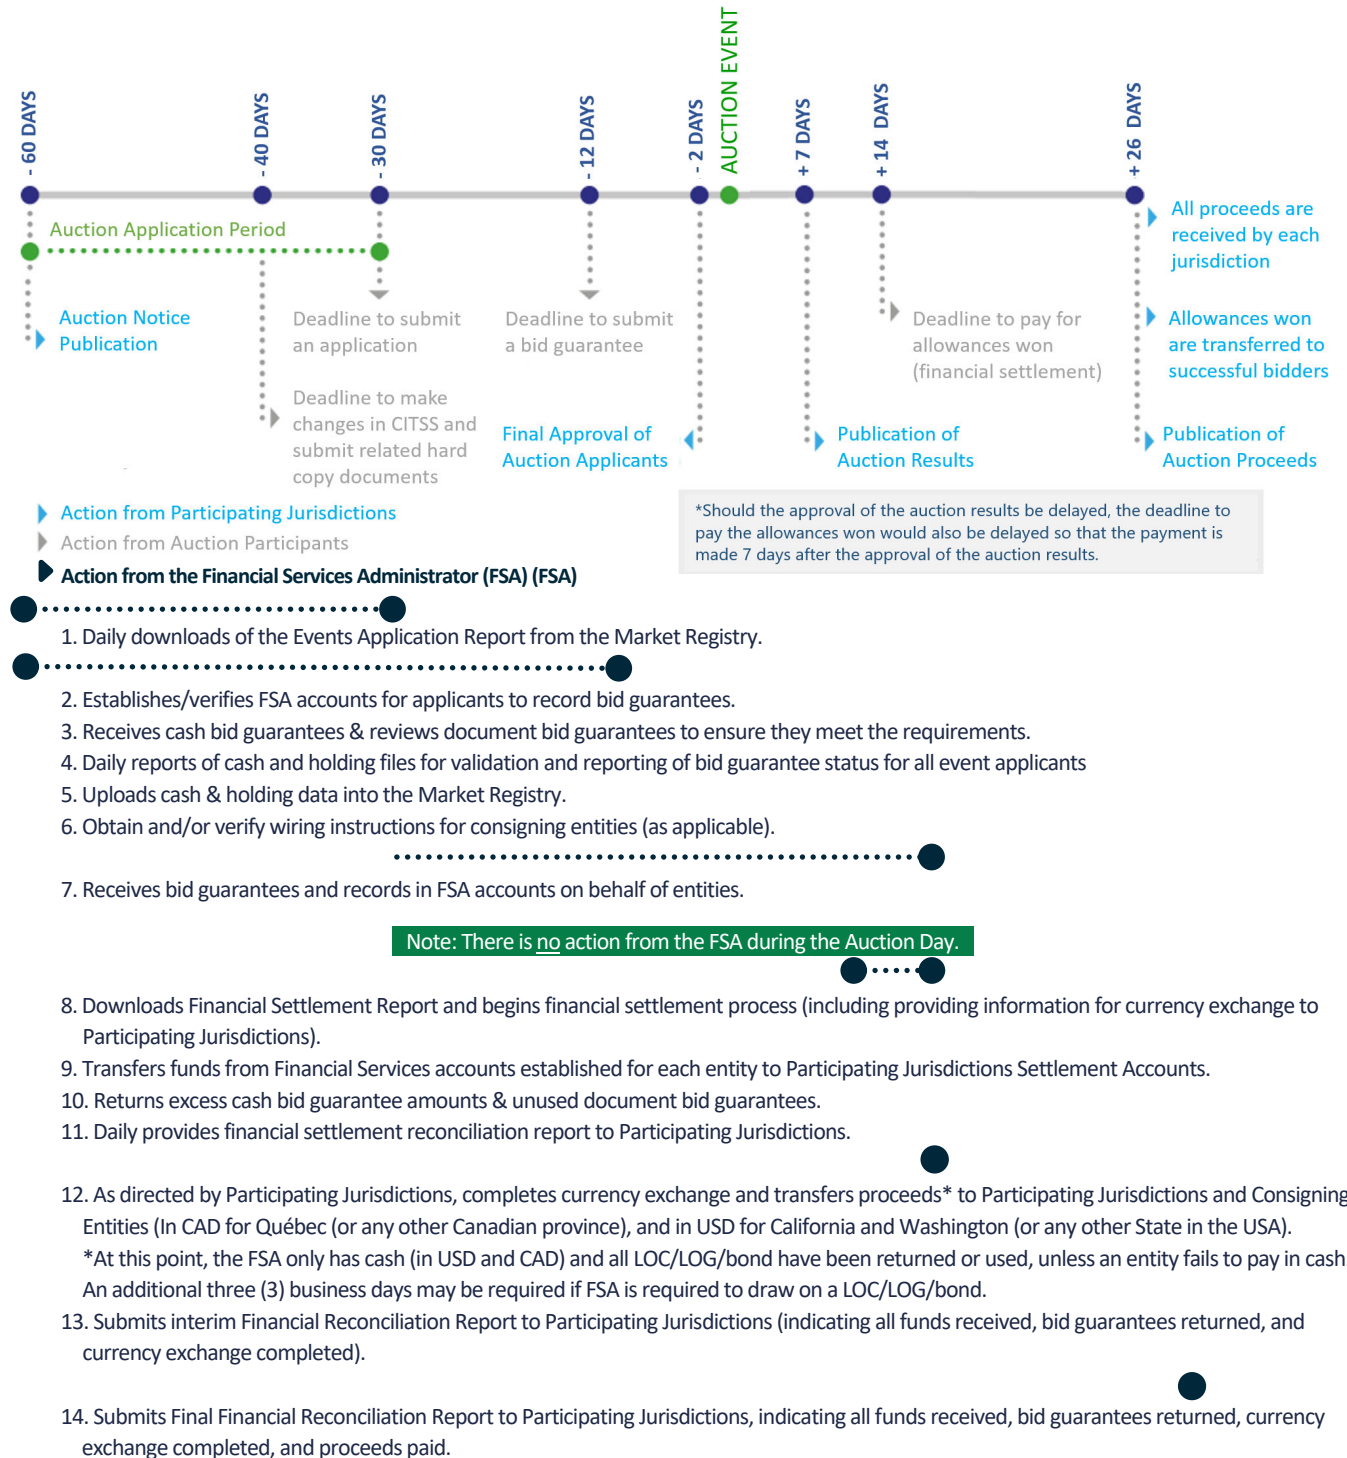 - 60 DAYS
- 40 DAYS
- 30 DAYS
- 12 DAYS
- 2 DAYS
AUCTION EVENT
+ 7 DAYS
+ 14 DAYS
+ 26 DAYS
Auction Application Period
Auction Notice
Publication
Deadline to submit
an application
Deadline to make
changes in CITSS and
submit related hard
copy documents
Deadline to submit
a bid guarantee
Final Approval of
Auction Applicants
Publication of
Auction Results
Deadline to pay for
allowances won
(financial settlement)
All proceeds are
received by each
jurisdiction
Allowances won
are transferred to
successful bidders
Publication of
Auction Proceeds
Action from Participating Jurisdictions
Action from Auction Participants
Action from the Financial Services Administrator (FSA) (FSA)
*Should the approval of the auction results be delayed, the deadline to
pay the allowances won would also be delayed so that the payment is
made 7 days after the approval of the auction results.
1. Daily downloads of the Events Application Report from the Market Registry.
2. Establishes/verifies FSA accounts for applicants to record bid guarantees.
3. Receives cash bid guarantees & reviews document bid guarantees to ensure they meet the requirements.
4. Daily reports of cash and holding files for validation and reporting of bid guarantee status for all event applicants
5. Uploads cash & holding data into the Market Registry.
6. Obtain and/or verify wiring instructions for consigning entities (as applicable).
7. Receives bid guarantees and records in FSA accounts on behalf of entities.
Note: There is no action from the FSA during the Auction Day.
8. Downloads Financial Settlement Report and begins financial settlement process (including providing information for currency exchange to
Participating Jurisdictions).
9. Transfers funds from Financial Services accounts established for each entity to Participating Jurisdictions Settlement Accounts.
10. Returns excess cash bid guarantee amounts & unused document bid guarantees.
11. Daily provides financial settlement reconciliation report to Participating Jurisdictions.
12. As directed by Participating Jurisdictions, completes currency exchange and transfers proceeds* to Participating Jurisdictions and Consigning
Entities (In CAD for Québec (or any other Canadian province), and in USD for California and Washington (or any other State in the USA).
*At this point, the FSA only has cash (in USD and CAD) and all LOC/LOG/bond have been returned or used, unless an entity fails to pay in cash
An additional three (3) business days may be required if FSA is required to draw on a LOC/LOG/bond.
13. Submits interim Financial Reconciliation Report to Participating Jurisdictions (indicating all funds received, bid guarantees returned, and
currency exchange completed).
14. Submits Final Financial Reconciliation Report to Participating Jurisdictions, indicating all funds received, bid guarantees returned, currency
exchange completed, and proceeds paid.